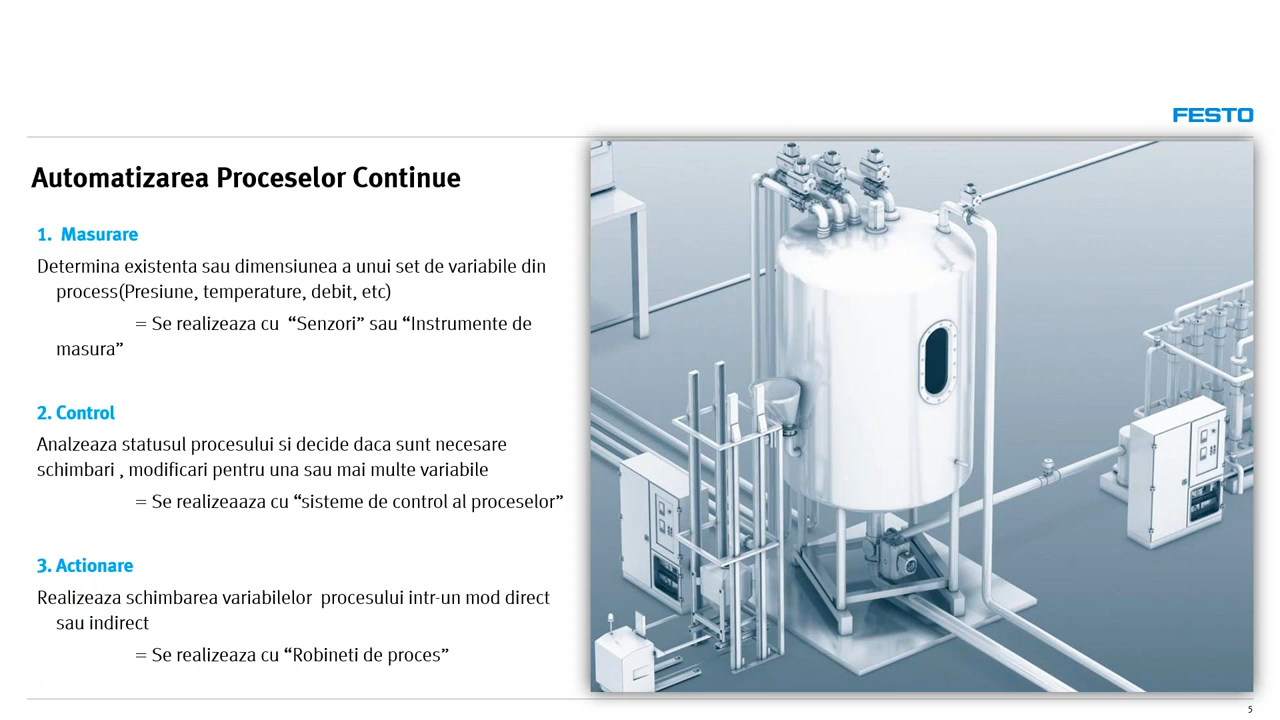 FESTO
Automatizarea Proceselor Continue
1. Masurare
Determina existenta sau dimensiunea a unui set de variabile din
process(Presiune, temperature, debit, etc)
= Se realizeaza cu “Senzori” sau “Instrumente de
masura”
2. Control
Analzeaza statusul procesului si decide daca sunt necesare
schimbari , modificari pentru una sau mai multe variabile
= Se realizeaaza cu “sisteme de control al proceselor”
3. Actionare
Realizeaza schimbarea variabilelor procesului intr-un mod direct
sau indirect
= Se realizeaza cu “Robineti de proces”
5